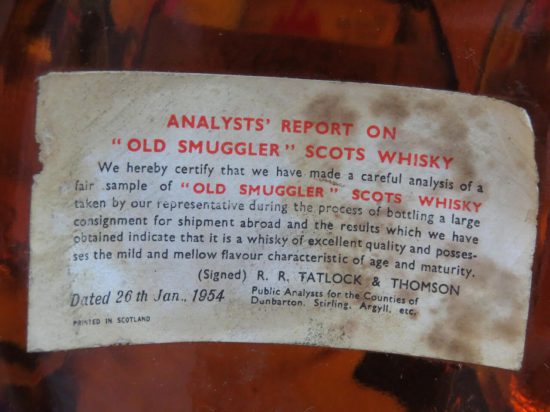 ANALYSTS' REPORT ON
"OLD SMUGGLER" SCOTS WHISKY
We hereby certify that we have made a careful analysis of a
fair sample of "OLD SMUGGLER" SCOTS WHISKY
taken by our representative during the process of bottling a large
consignment for shipment abroad and the results which we have
obtained indicate that it is a whisky of excellent quality and posses-
ses the mild and mellow flavour characteristic of age and maturity.
(Signed) R. R. TATLOCK & THOMSON
Public Analysts for the Counties of
Dunbarton, Stirling, Argyll, etc.
Dated 26th Jan., 1954
PRINTED IN SCOTLAND